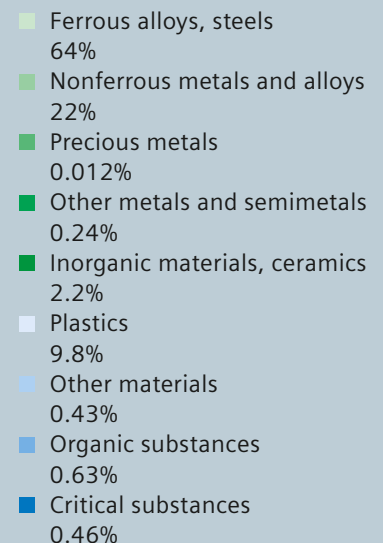 Ferrous alloys, steels
64%
Nonferrous metals and alloys
22%
Precious metals
0.012%
Other metals and semimetals
0.24%
Inorganic materials, ceramics
2.2%
Plastics
9.8%
Other materials
0.43%
Organic substances
0.63%
Critical substances
0.46%